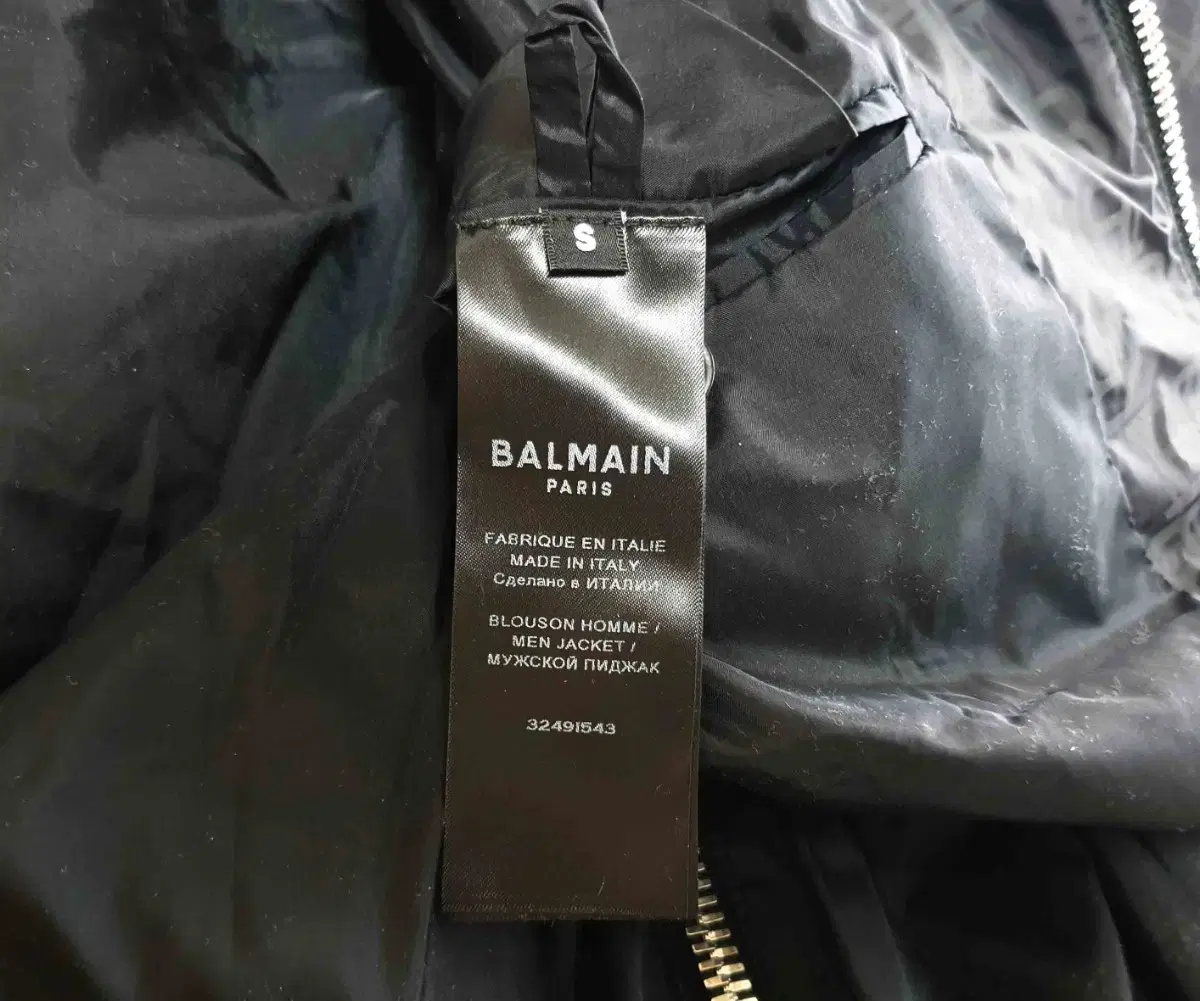 S
BALMAIN
PARIS
FABRIQUE EN ITALIE
MADE IN ITALY
Сделано в ИТАЛИИ
BLOUSON HOMME /
MEN JACKET /
МУЖСКОЙ ПИДЖАК
32491543